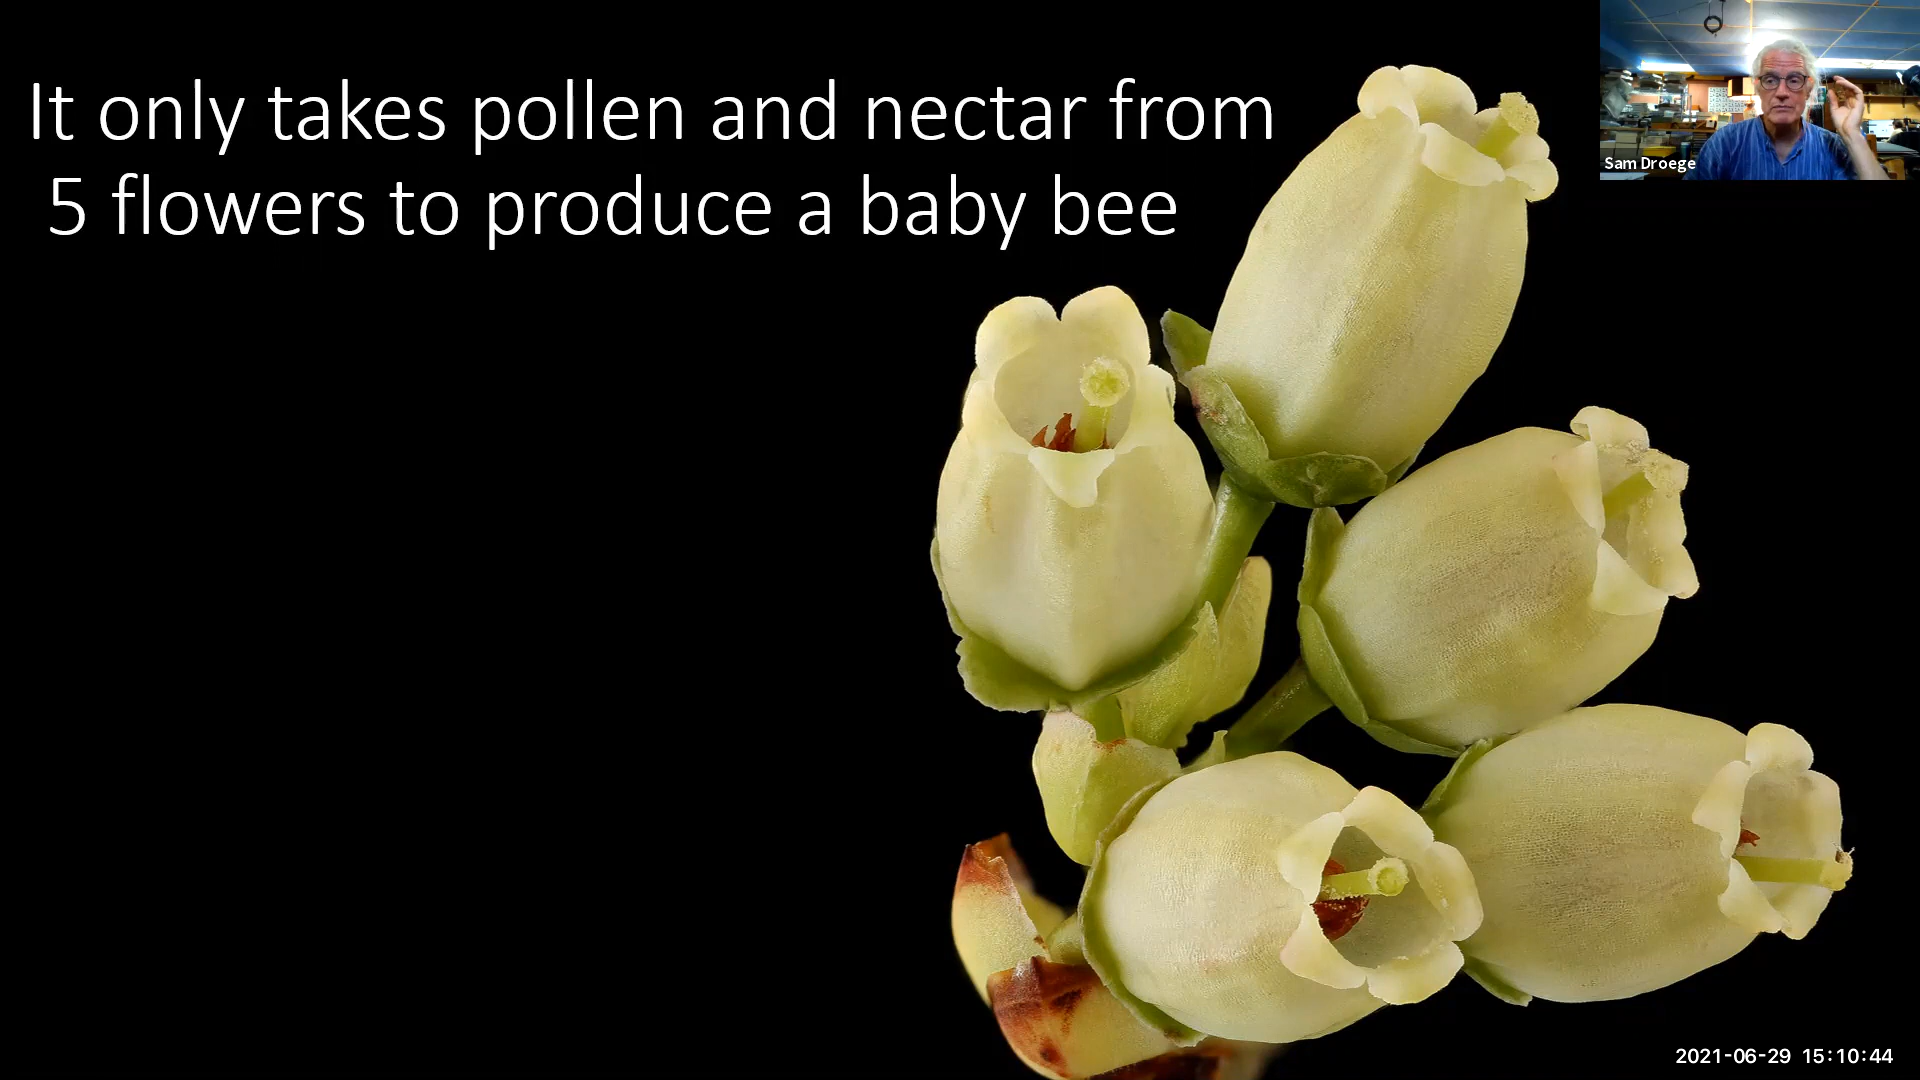 It only takes pollen and nectar from
5 flowers to produce a baby bee
Sam Droege
2021-06-29 15:10:44